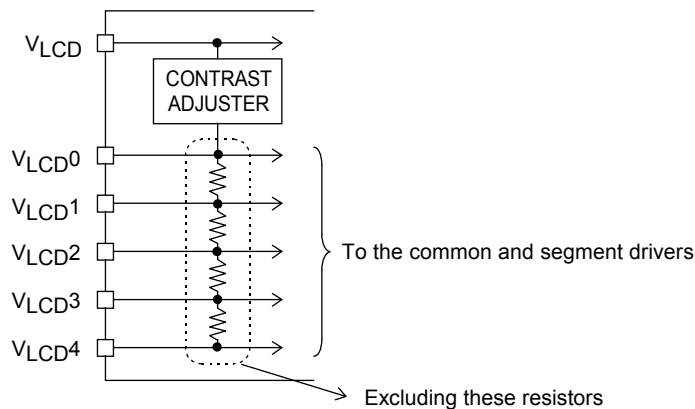 VLCD
CONTRAST
ADJUSTER
VLCD0
VLCD1
VLCD2
To the common and segment drivers
VLCD3
VLCD4
Excluding these resistors